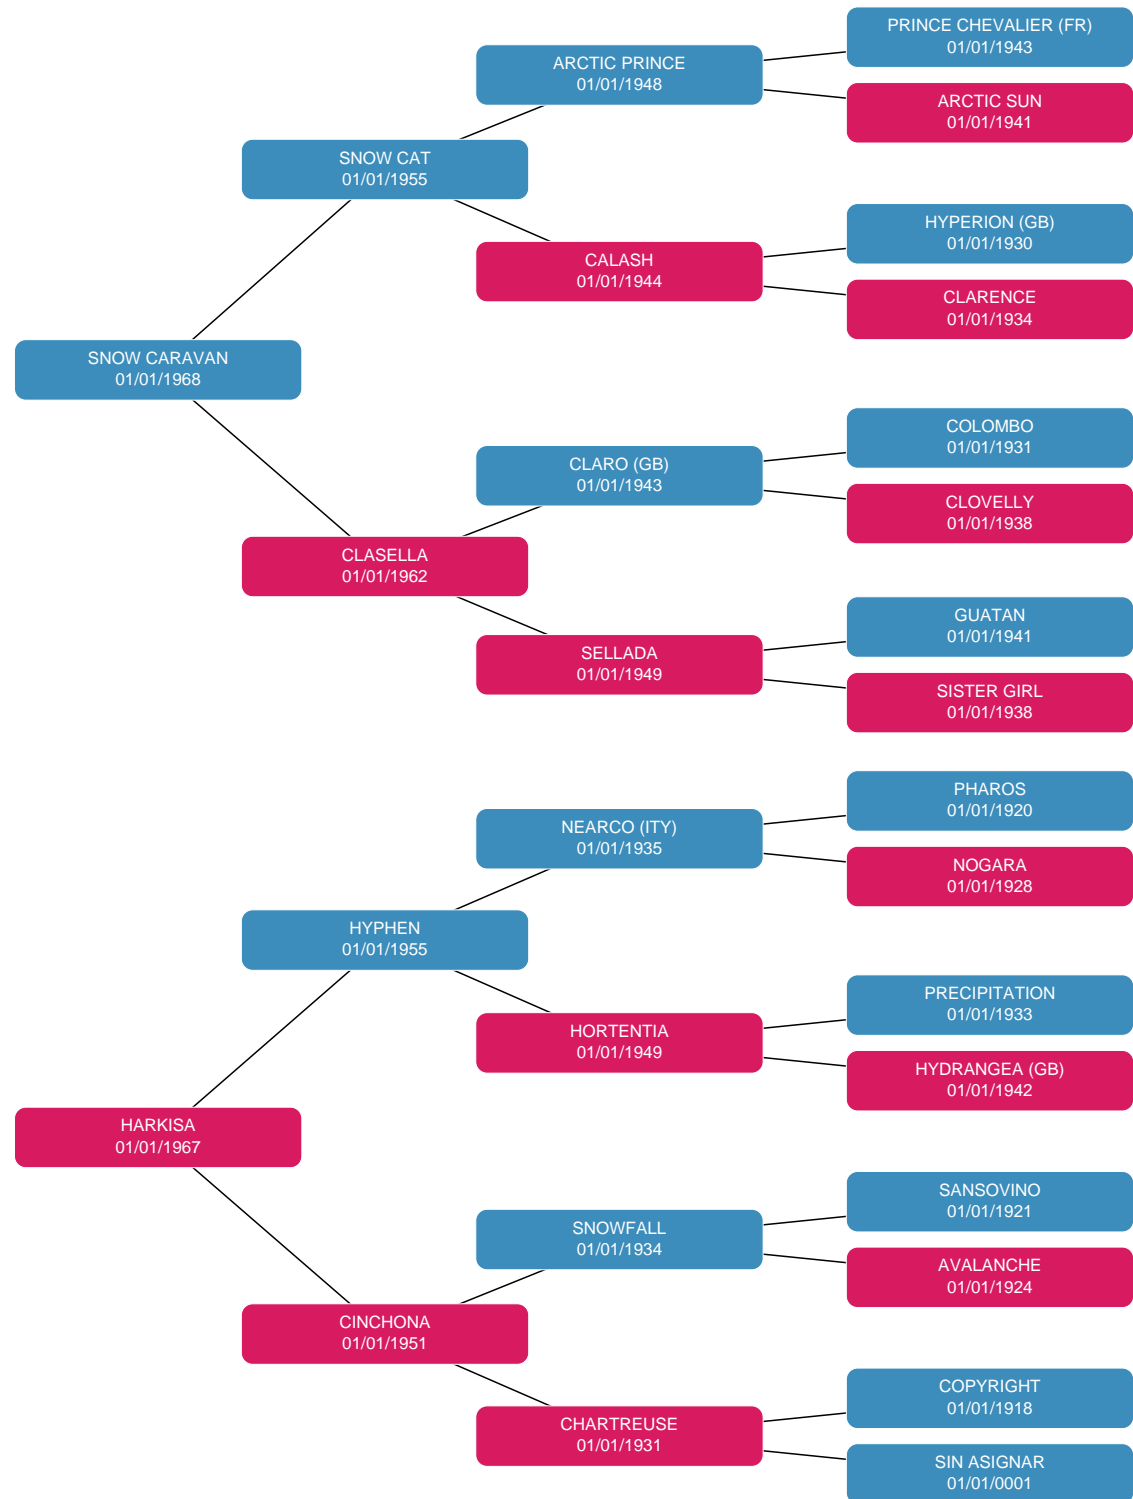 PRINCE CHEVALIER (FR)
01/01/1943
ARCTIC PRINCE
01/01/1948
ARCTIC SUN
01/01/1941
SNOW CAT
01/01/1955
HYPERION (GB)
01/01/1930
CALASH
01/01/1944
CLARENCE
01/01/1934
SNOW CARAVAN
01/01/1968
COLOMBO
01/01/1931
CLARO (GB)
01/01/1943
CLOVELLY
01/01/1938
CLASELLA
01/01/1962
GUATAN
01/01/1941
SELLADA
01/01/1949
SISTER GIRL
01/01/1938
PHAROS
01/01/1920
NEARCO (ITY)
01/01/1935
NOGARA
01/01/1928
HYPHEN
01/01/1955
PRECIPITATION
01/01/1933
HORTENTIA
01/01/1949
HYDRANGEA (GB)
01/01/1942
HARKISA
01/01/1967
SANSOVINO
01/01/1921
SNOWFALL
01/01/1934
AVALANCHE
01/01/1924
CINCHONA
01/01/1951
COPYRIGHT
01/01/1918
CHARTREUSE
01/01/1931
SIN ASIGNAR
01/01/0001